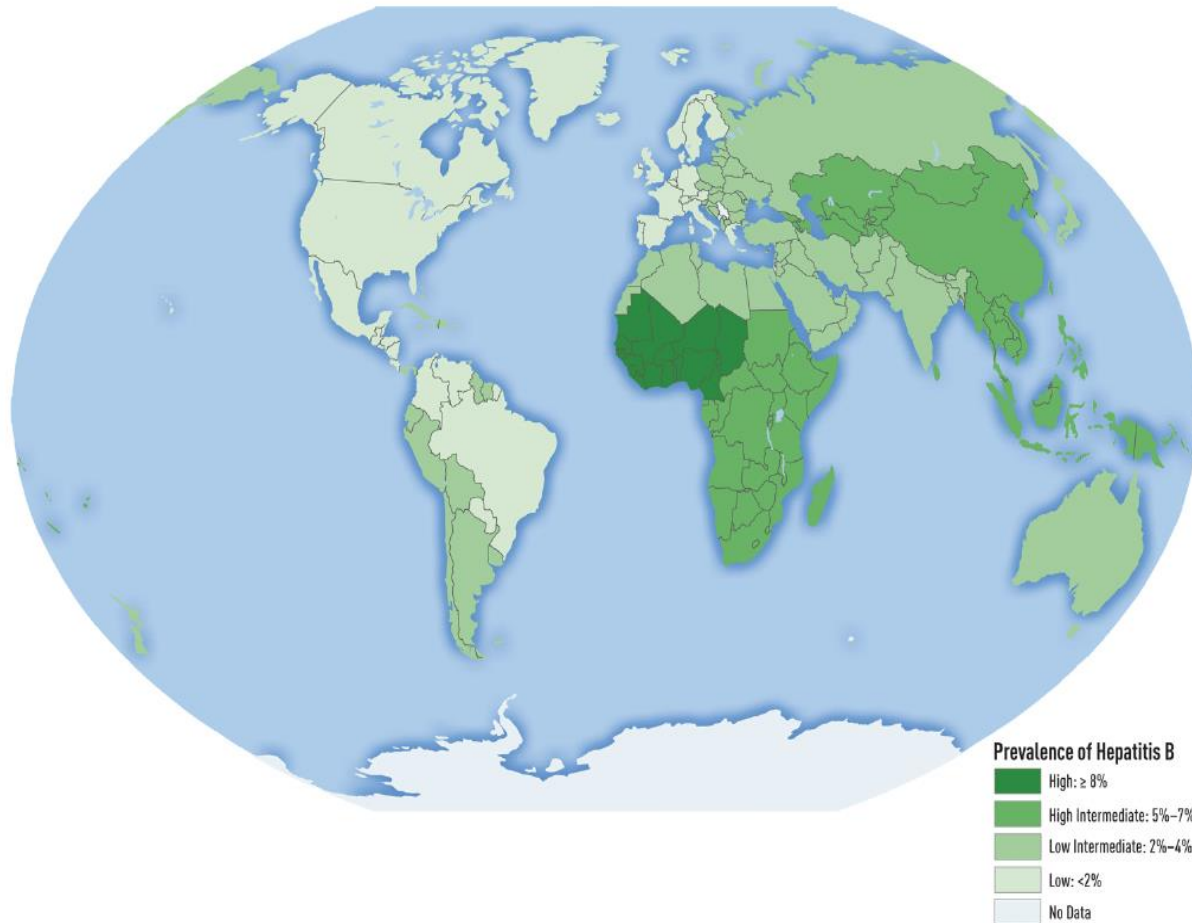 Prevalence of Hepatitis B
High: ≥ 8%
High Intermediate: 5%–7%
Low Intermediate: 2%–4%
Low: <2%
No Data